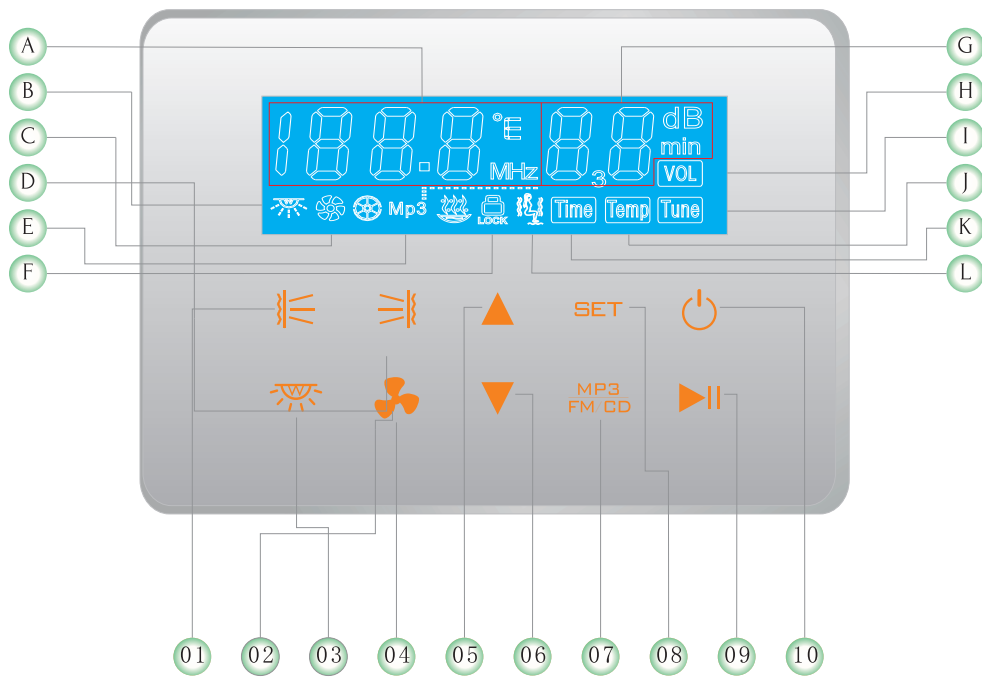 A
G
B
H
C
I
D
J
E
K
F
L
188.8 °E MHz 88 dB min
3
VOL
Mp3 LOCK Time Temp Tune
SET
MP3
FM/CD
01
02
03
04
05
06
07
08
09
10